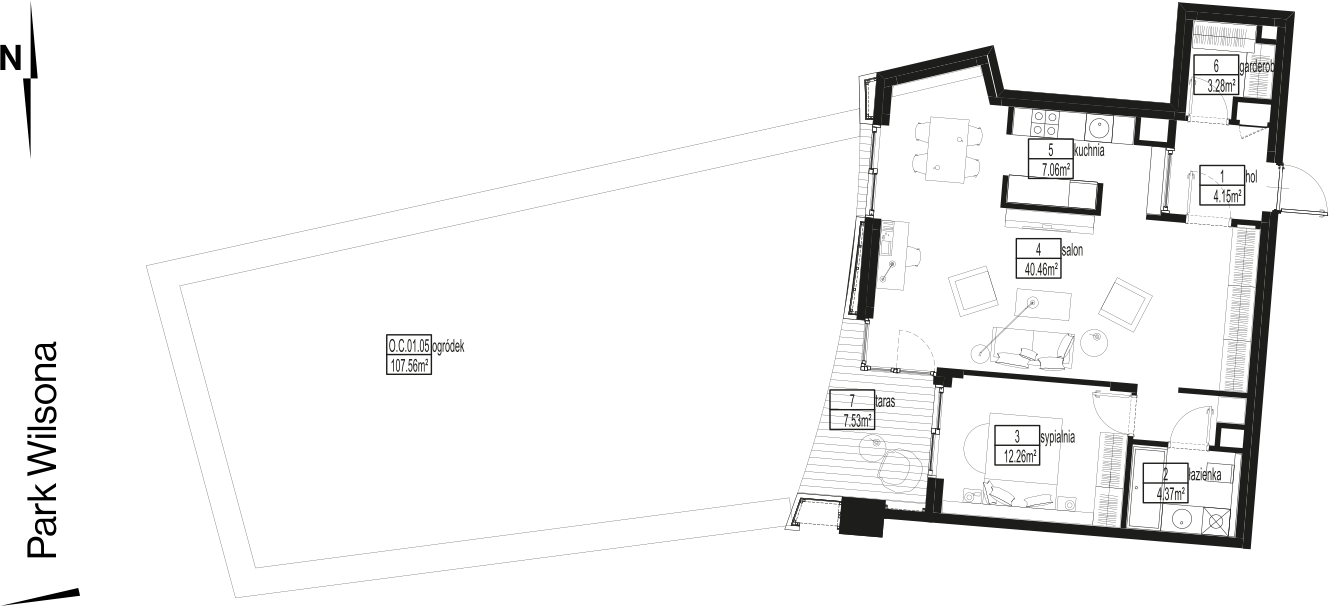 N
Park Wilsona
O.C.01.05 ogródek
107.56m²
6 garderob
3.28m²
5 kuchnia
7.06m²
1 hol
4.15m²
4 salon
40.46m²
7 taras
7.53m²
3 sypialnia
12.26m²
2 łazienka
4.37m²